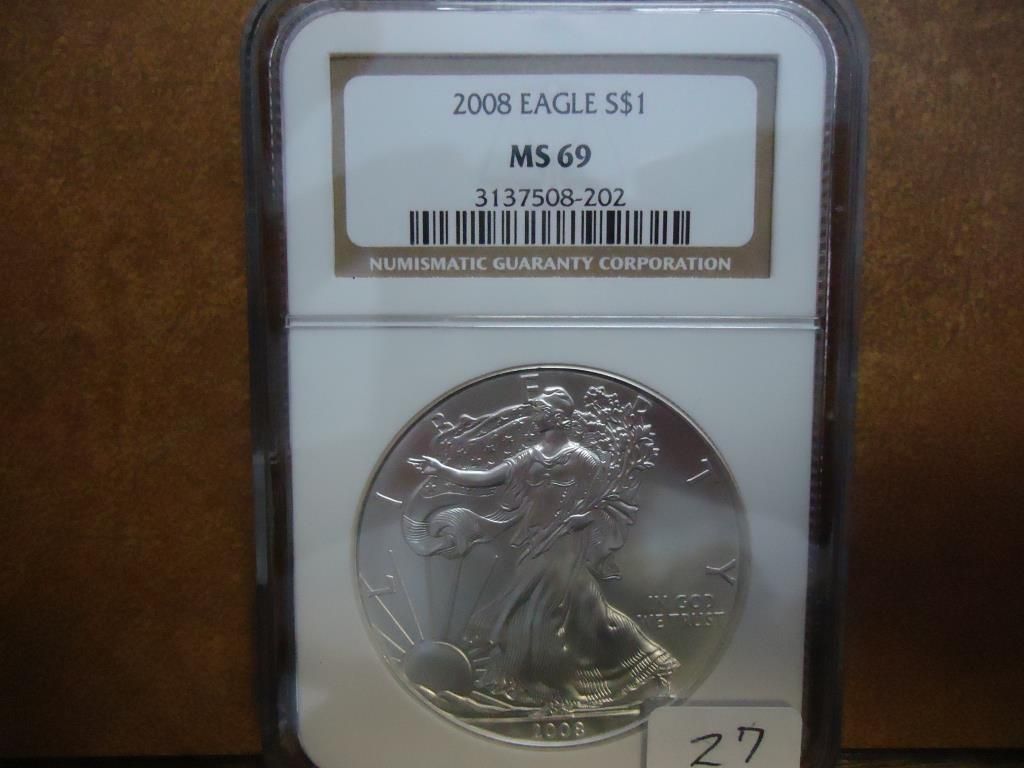 2008 EAGLE S$1
MS 69
3137508-202
NUMISMATIC GUARANTY CORPORATION
LIBERTY
IN GOD
WE TRUST
2008
27